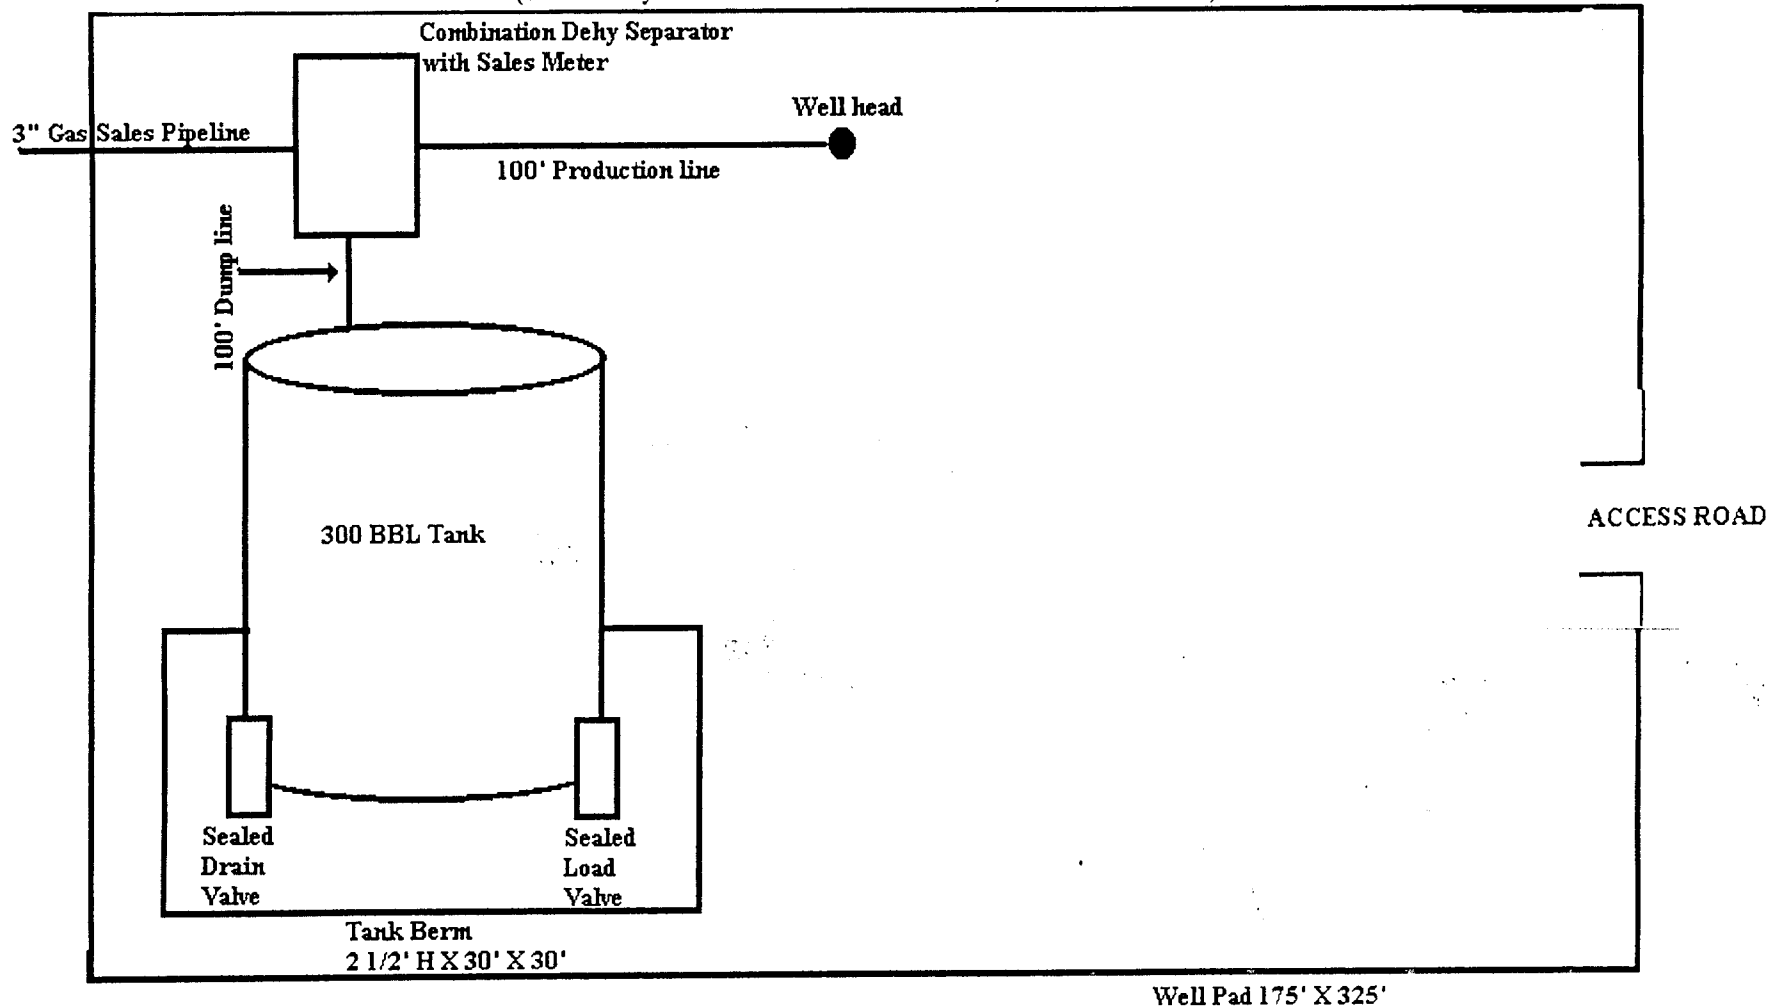 Combination Dehy Separator
with Sales Meter
Well head
3" Gas Sales Pipeline
100' Production line
100' Dump line
300 BBL Tank
ACCESS ROAD
Sealed
Drain
Valve
Sealed
Load
Valve
Tank Berm
2 1/2' H X 30' X 30'
Well Pad 175' X 325'